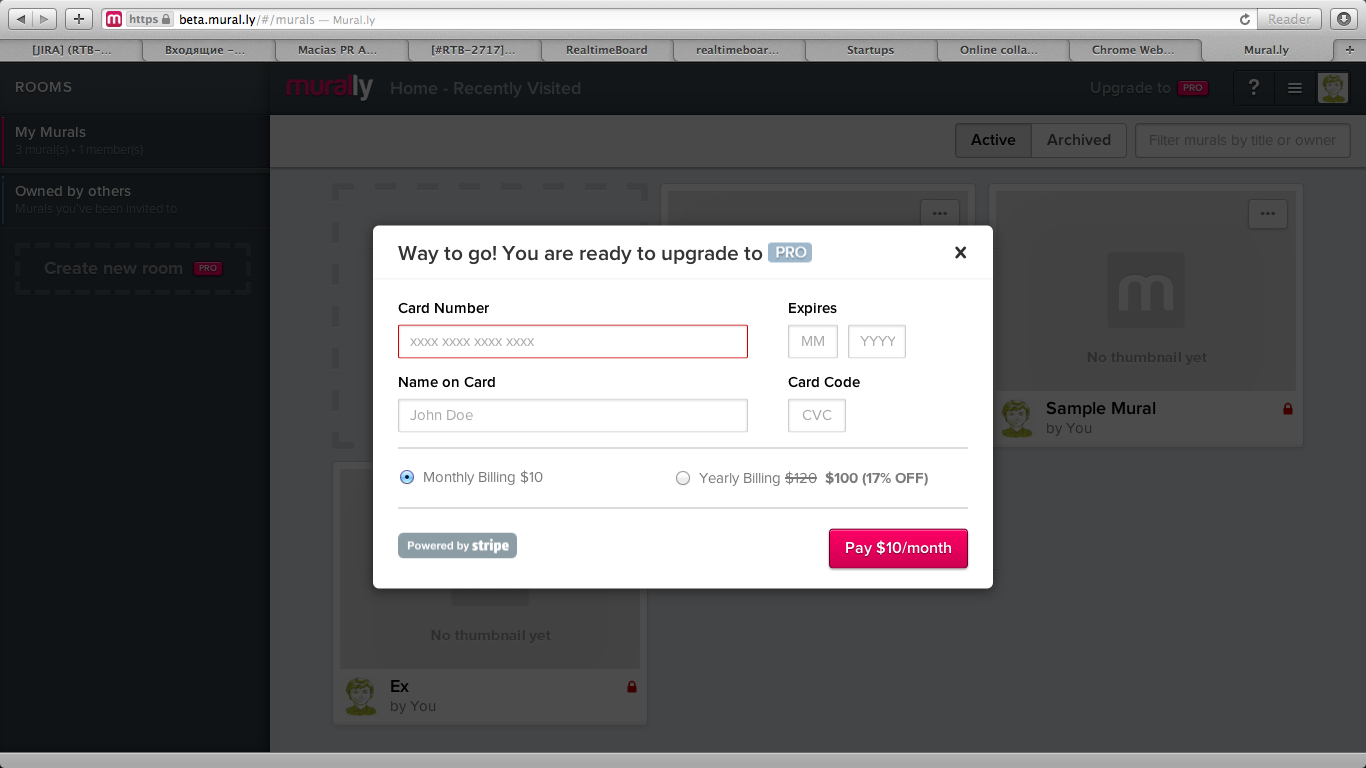 https beta.mural.ly/#/murals — Mural.ly
Reader
[JIRA] (RTB-... Входящие -... Macias PR A... [#RTB-2717]... RealtimeBoard realtimeboar... Startups Online colla... Chrome Web... Mural.ly
ROOMS
murally Home - Recently Visited
Upgrade to PRO
?
My Murals
3 mural(s) • 1 member(s)
Active Archived Filter murals by title or owner
Owned by others
Murals you've been invited to
Create new room PRO
Way to go! You are ready to upgrade to PRO
Card Number Expires
xxxx xxxx xxxx xxxx MM YYYY
Name on Card Card Code
John Doe CVC
Monthly Billing $10 Yearly Billing $120 $100 (17% OFF)
Powered by stripe Pay $10/month
No thumbnail yet
Sample Mural
by You
No thumbnail yet
Ex
by You